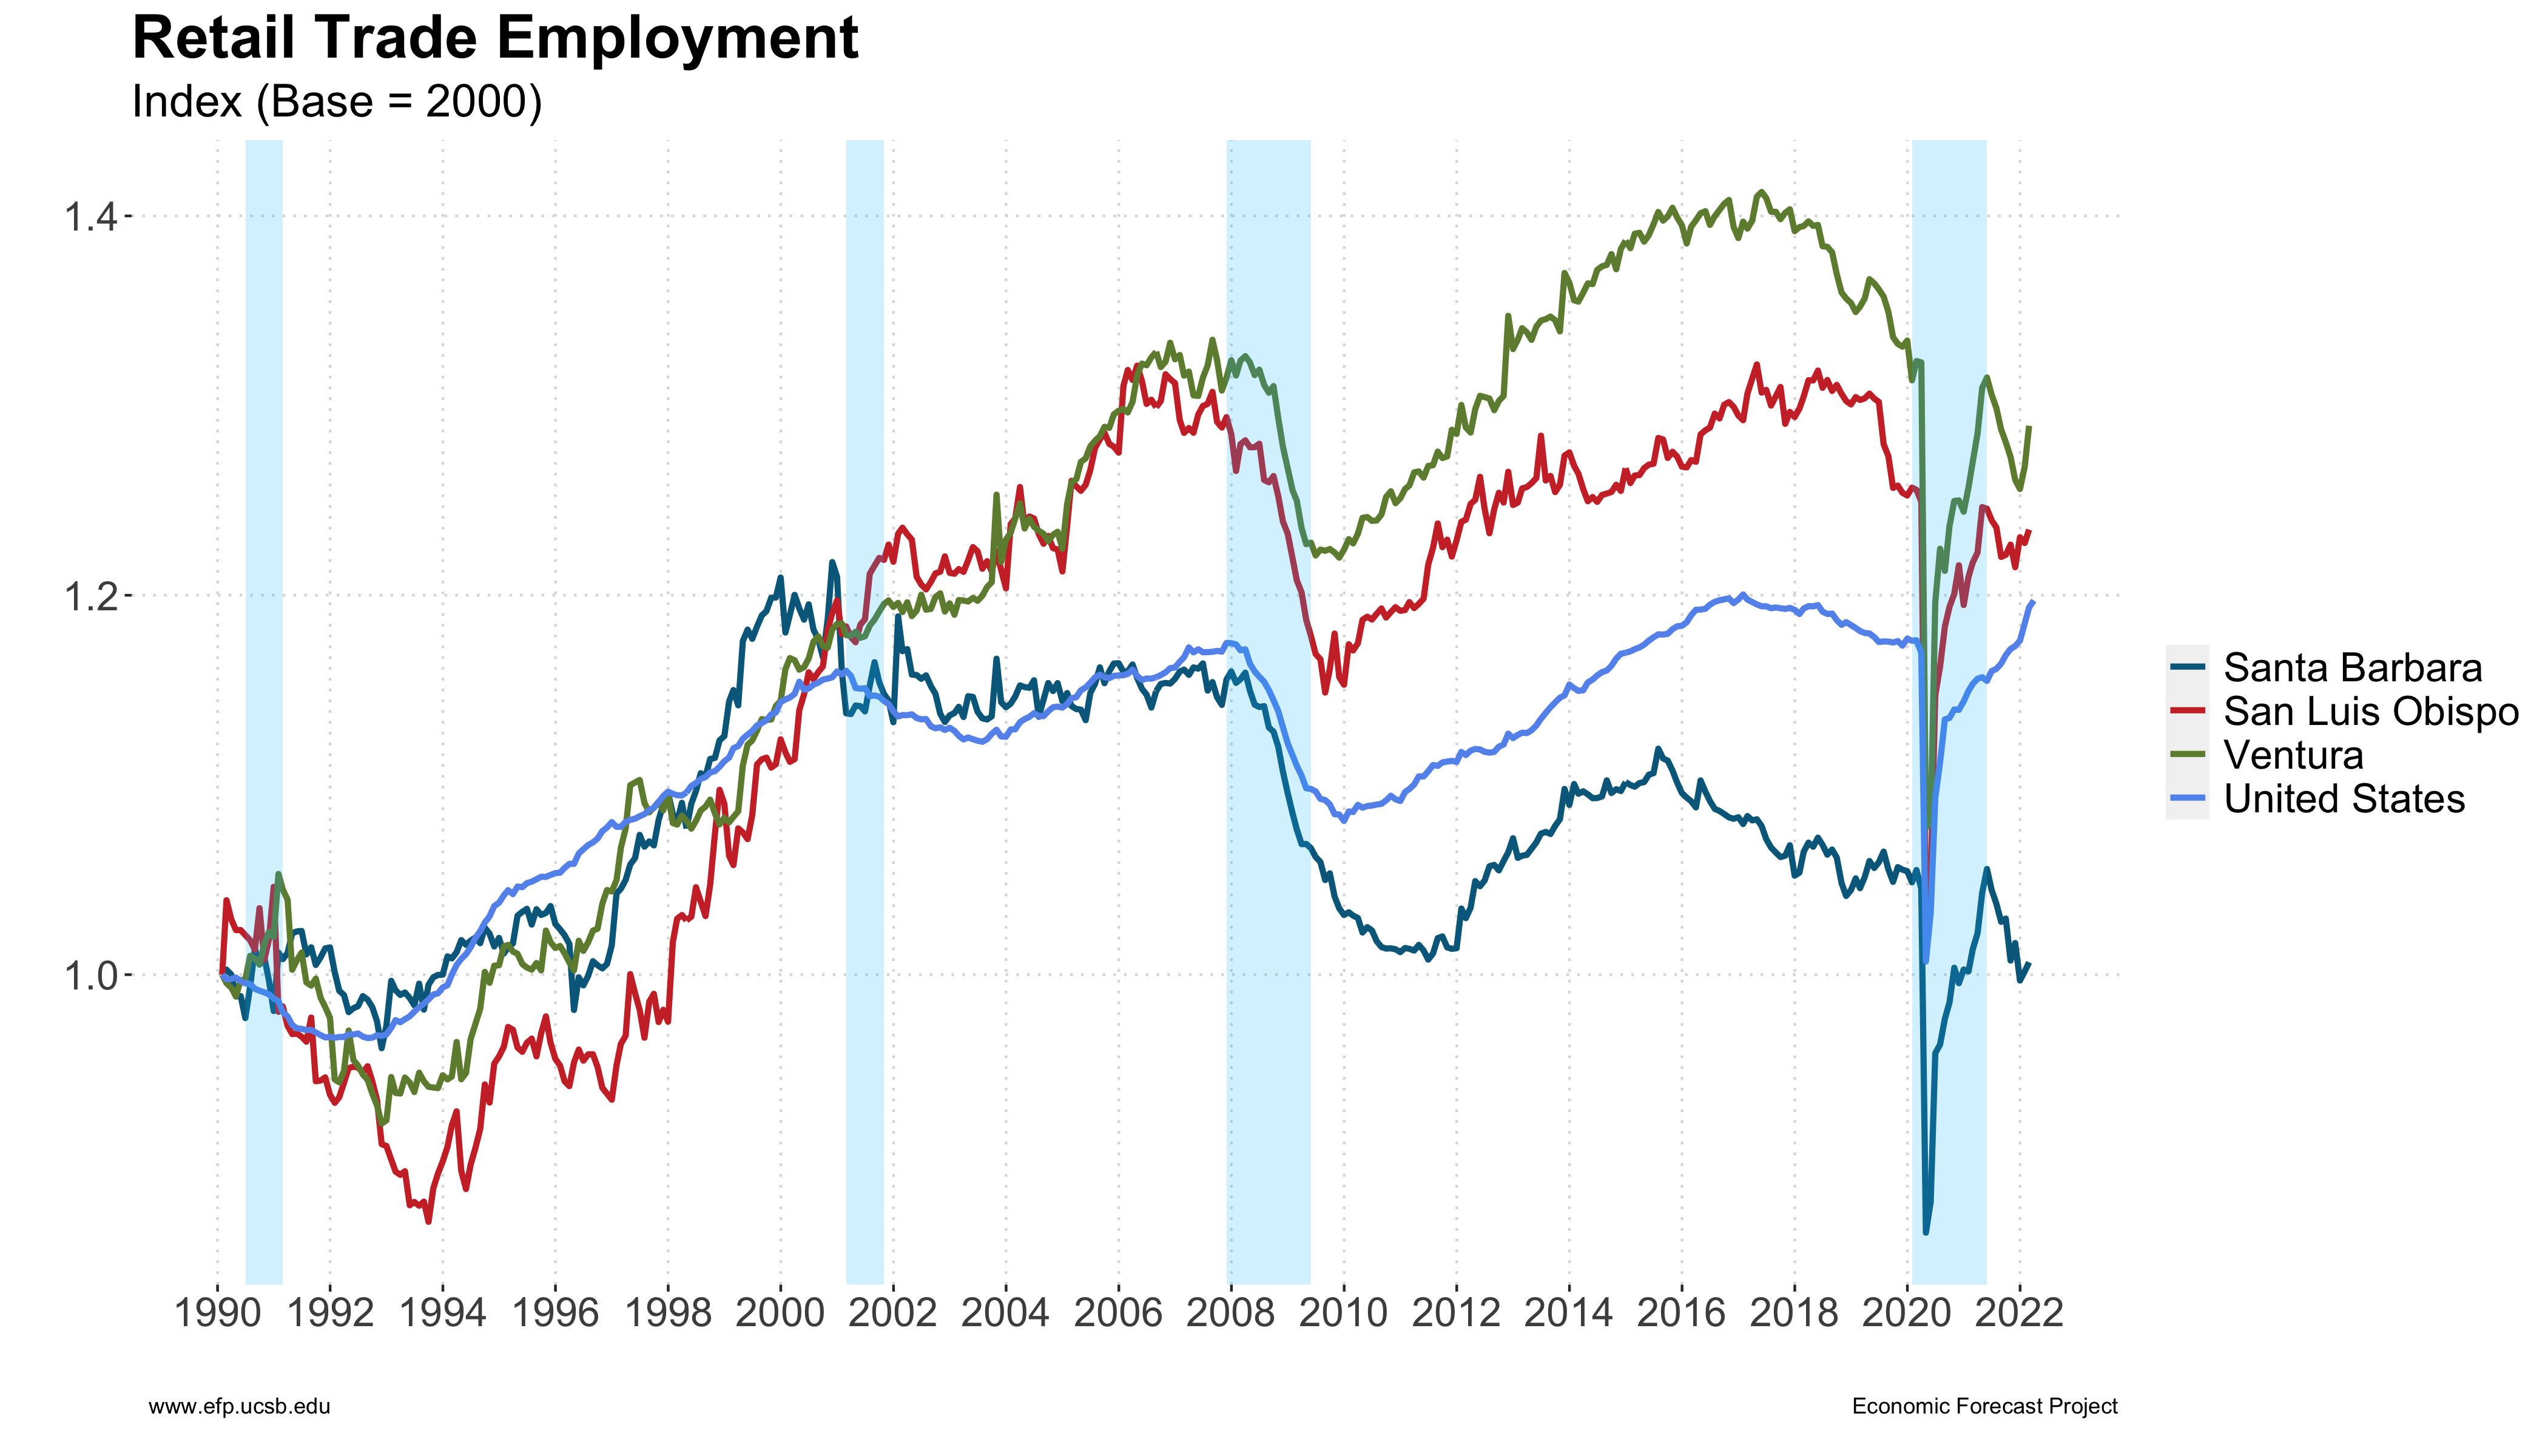 Retail Trade Employment
Index (Base = 2000)
1.4
1.2
1.0
1990 1992 1994 1996 1998 2000 2002 2004 2006 2008 2010 2012 2014 2016 2018 2020 2022
Santa Barbara
San Luis Obispo
Ventura
United States
www.efp.ucsb.edu
Economic Forecast Project